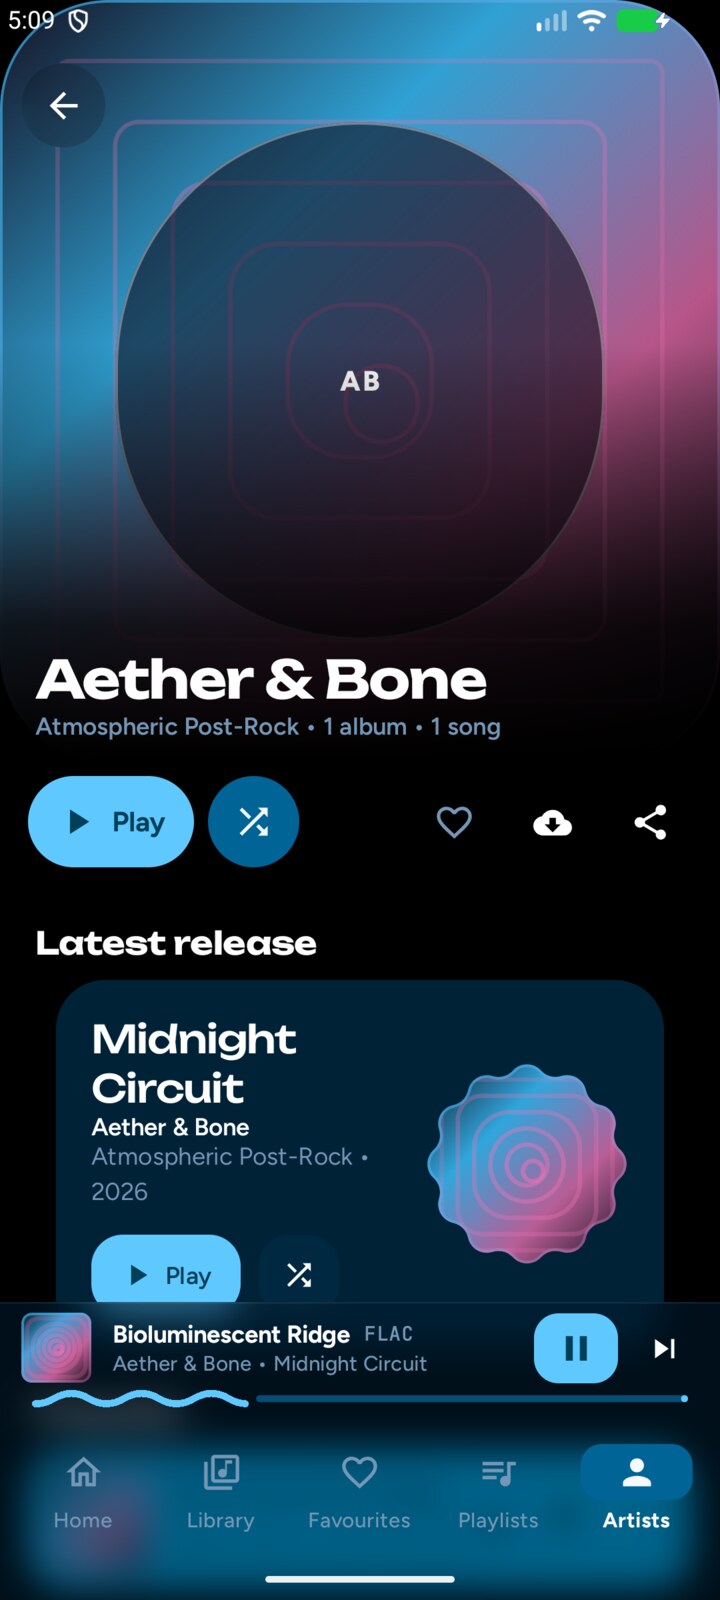 5:09
AB
Aether & Bone
Atmospheric Post-Rock • 1 album • 1 song
Play
Latest release
Midnight
Circuit
Aether & Bone
Atmospheric Post-Rock •
2026
Play
Bioluminescent Ridge FLAC
Aether & Bone • Midnight Circuit
Home Library Favourites Playlists Artists